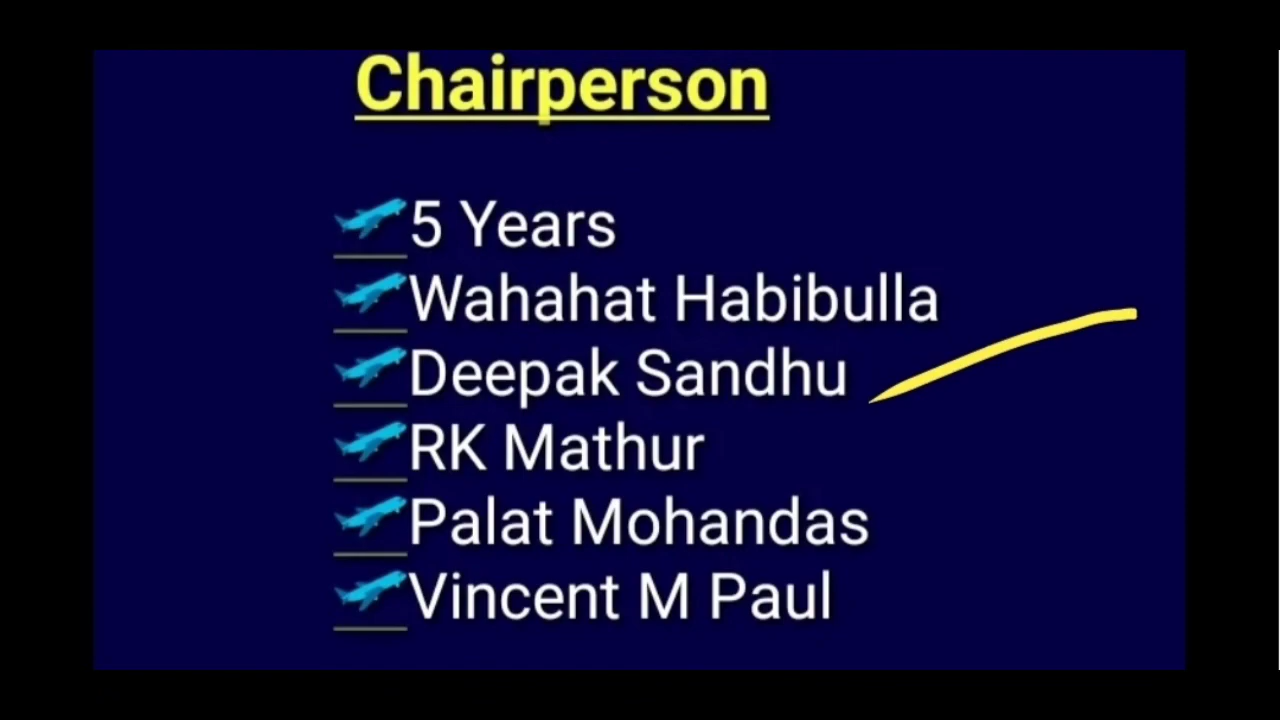 Chairperson
5 Years
Wahahat Habibulla
Deepak Sandhu
RK Mathur
Palat Mohandas
Vincent M Paul